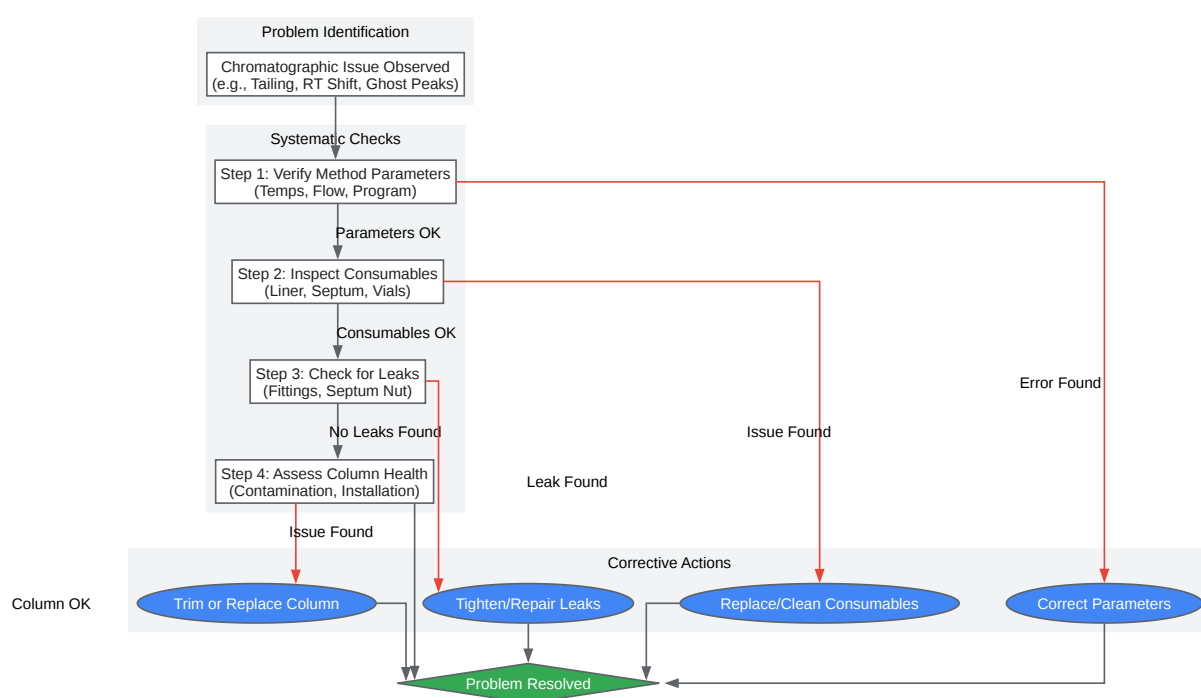 Problem Identification
Chromatographic Issue Observed
(e.g., Tailing, RT Shift, Ghost Peaks)
Systematic Checks
Step 1: Verify Method Parameters
(Temps, Flow, Program)
Parameters OK
Step 2: Inspect Consumables
(Liner, Septum, Vials)
Consumables OK
Step 3: Check for Leaks
(Fittings, Septum Nut)
Error Found
No Leaks Found
Issue Found
Step 4: Assess Column Health
(Contamination, Installation)
Leak Found
Issue Found
Corrective Actions
Column OK
Trim or Replace Column
Tighten/Repair Leaks
Replace/Clean Consumables
Correct Parameters
Problem Resolved